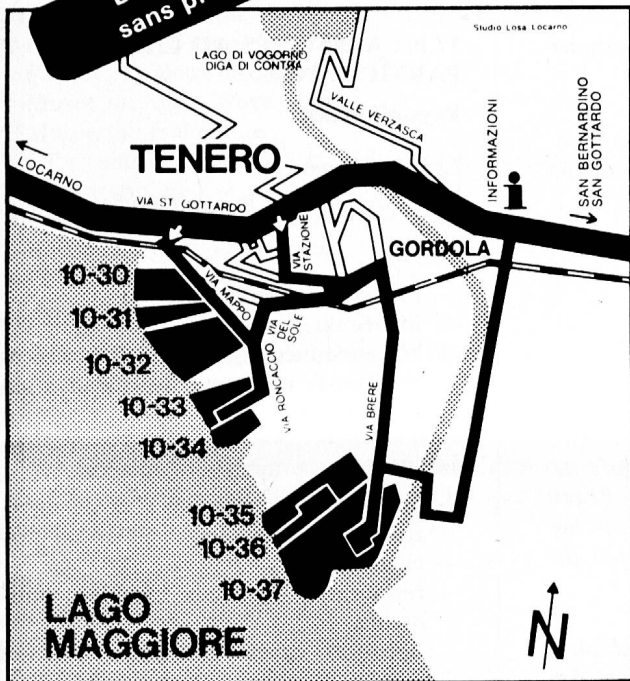 sans
Studio Losa Locarno
LAGO DI VOGORNO
DIGA DI CONTRA
VALLE VERZASCA
TENERO
INFORMAZIONI
i
SAN BERNARDINO
SAN GOTTARDO
LOCARNO
VIA ST. GOTTARDO
VIA
STAZIONE
GORDOLA
10-30
10-31
10-32
10-33
10-34
VIA MAPPO
VIA
DEL
SOLE
VIA RONCACCIO
VIA BRERE
10-35
10-36
10-37
LAGO
MAGGIORE
N